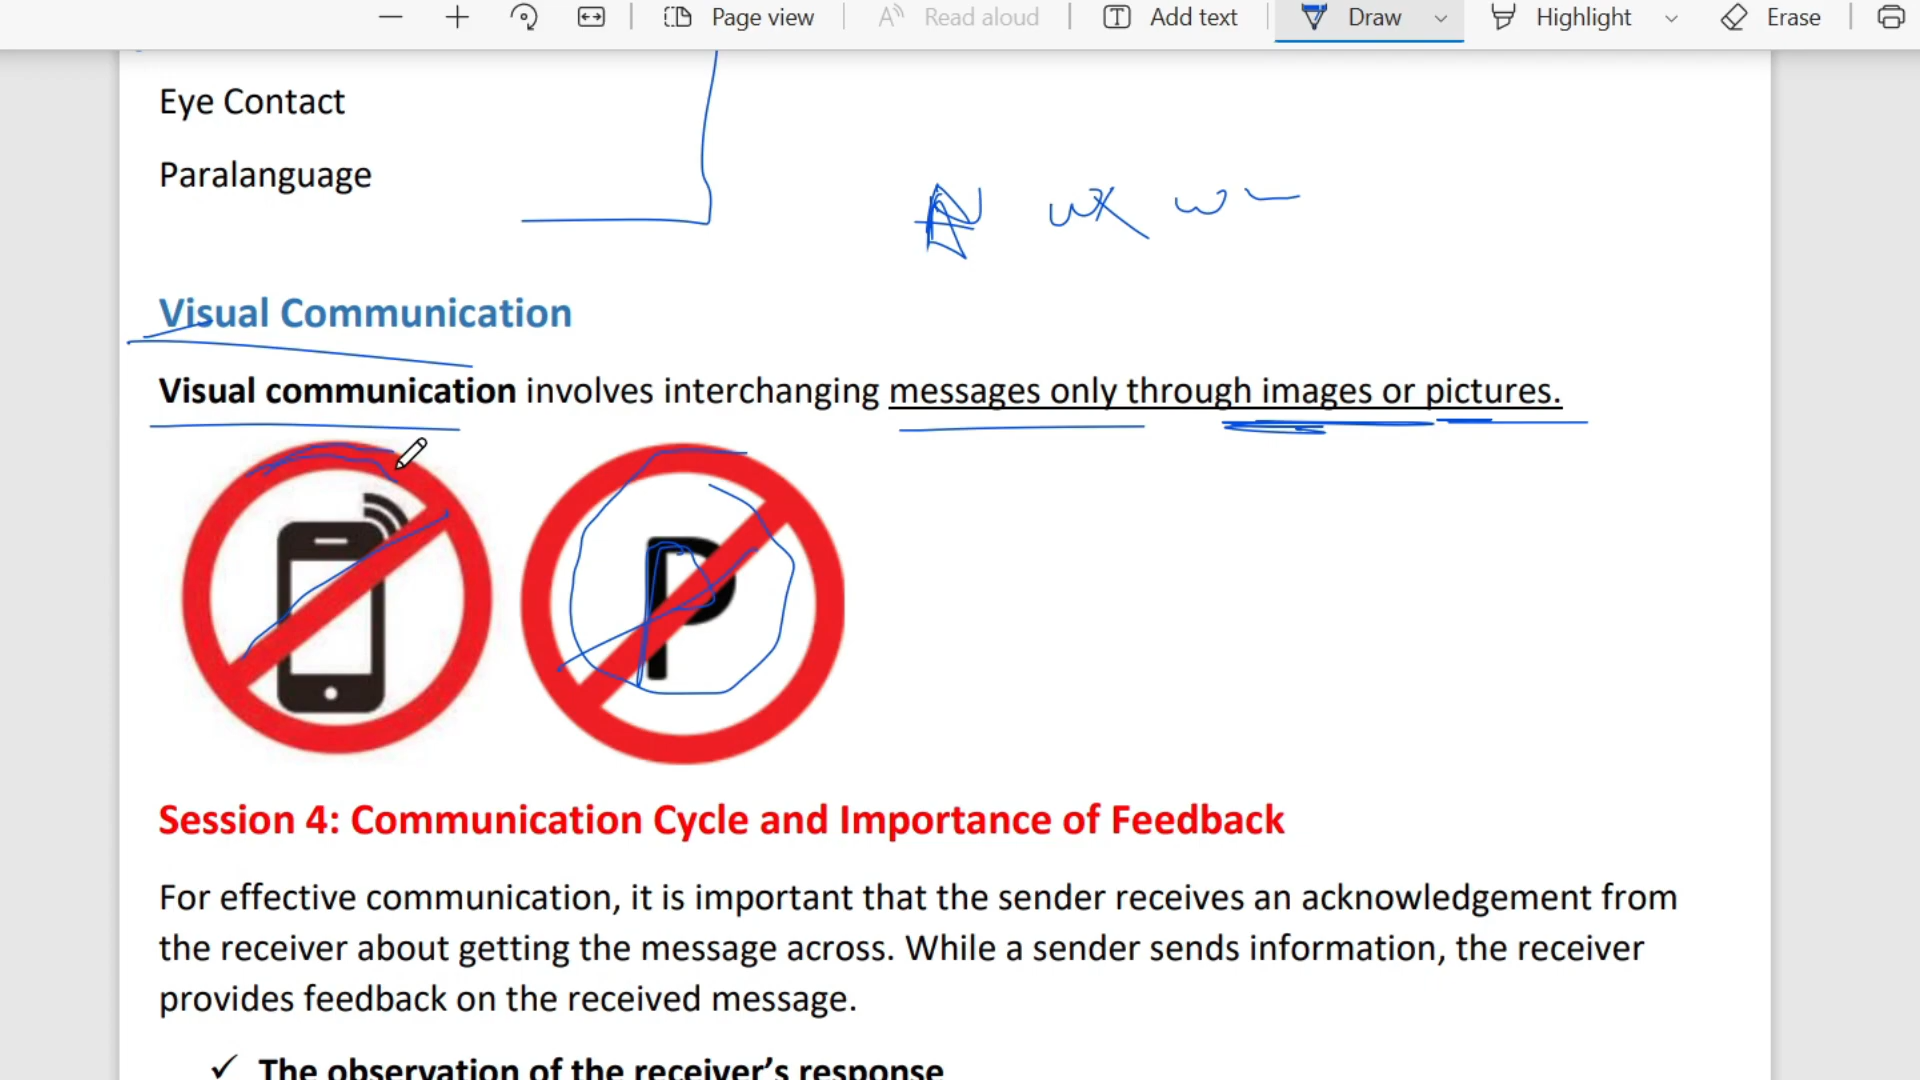 Page view
Read aloud
Add text
Draw
Highlight
Erase
Eye Contact
Paralanguage
Visual Communication
Visual communication involves interchanging messages only through images or pictures.
P
Session 4: Communication Cycle and Importance of Feedback
For effective communication, it is important that the sender receives an acknowledgement from
the receiver about getting the message across. While a sender sends information, the receiver
provides feedback on the received message.
✓ The observation of the receiver's response